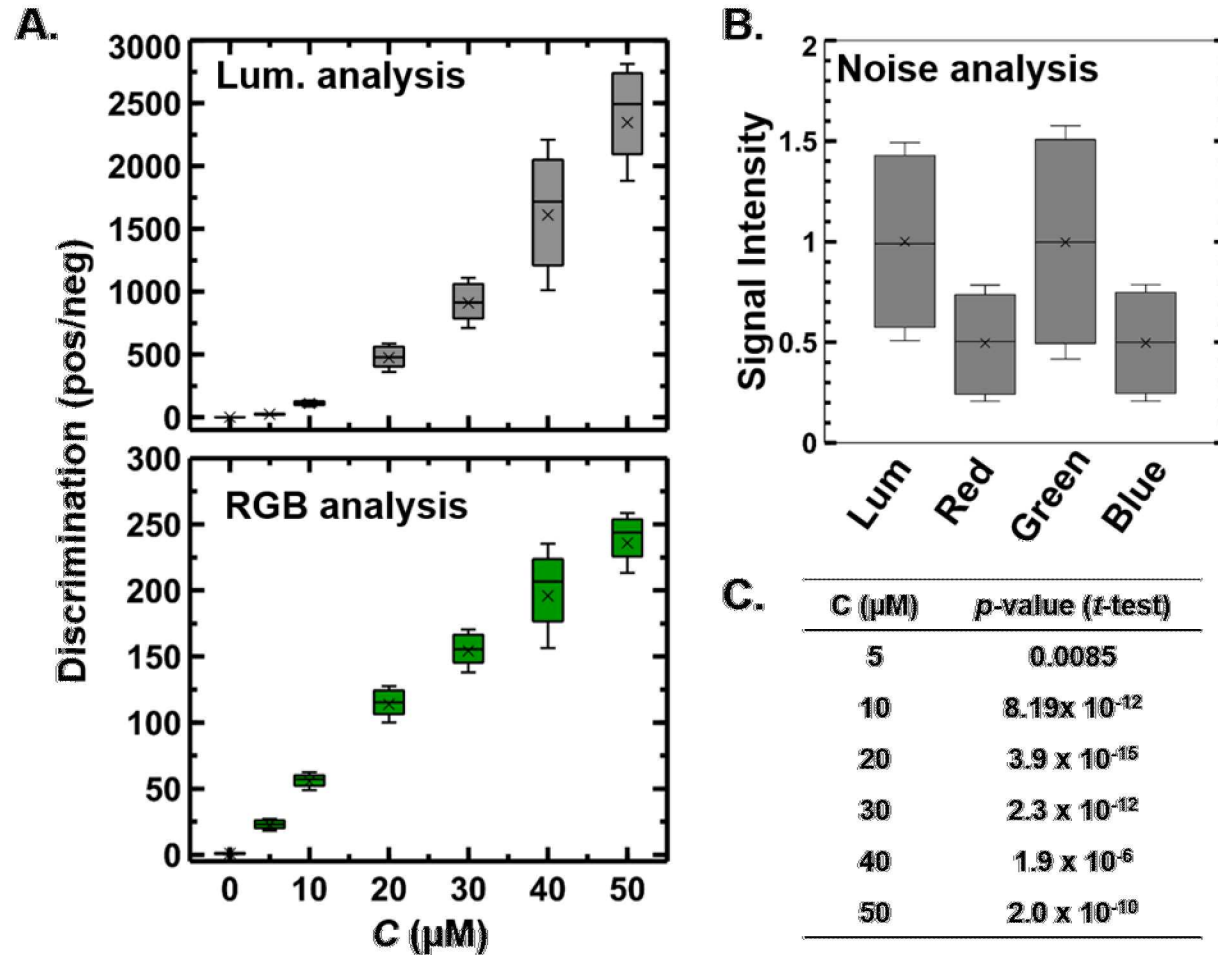 A.
3000
2500
2000
1500
1000
500
0
Lum. analysis
300
250
200
150
100
50
0
RGB analysis
Discrimination (pos/neg)
0 10 20 30 40 50
C (µM)
B.
2
1.5
1
0.5
0
Noise analysis
Signal Intensity
Lum Red Green Blue
C.
C (µM) p-value (t-test)
5 0.0085
10 8.19x 10⁻¹²
20 3.9 x 10⁻¹⁵
30 2.3 x 10⁻¹²
40 1.9 x 10⁻⁶
50 2.0 x 10⁻¹⁰